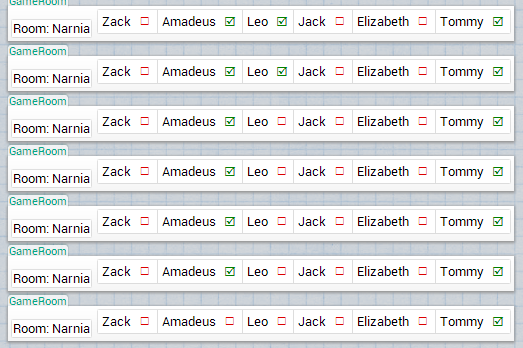 GameRoom
Room: Narnia Zack ☐ Amadeus ☑ Leo ☑ Jack ☐ Elizabeth ☐ Tommy ☑
GameRoom
Room: Narnia Zack ☐ Amadeus ☑ Leo ☑ Jack ☐ Elizabeth ☐ Tommy ☑
GameRoom
Room: Narnia Zack ☐ Amadeus ☑ Leo ☐ Jack ☐ Elizabeth ☐ Tommy ☑
GameRoom
Room: Narnia Zack ☐ Amadeus ☑ Leo ☐ Jack ☐ Elizabeth ☐ Tommy ☑
GameRoom
Room: Narnia Zack ☐ Amadeus ☑ Leo ☐ Jack ☐ Elizabeth ☐ Tommy ☑
GameRoom
Room: Narnia Zack ☐ Amadeus ☑ Leo ☐ Jack ☐ Elizabeth ☐ Tommy ☑
GameRoom
Room: Narnia Zack ☐ Amadeus ☐ Leo ☐ Jack ☐ Elizabeth ☐ Tommy ☑